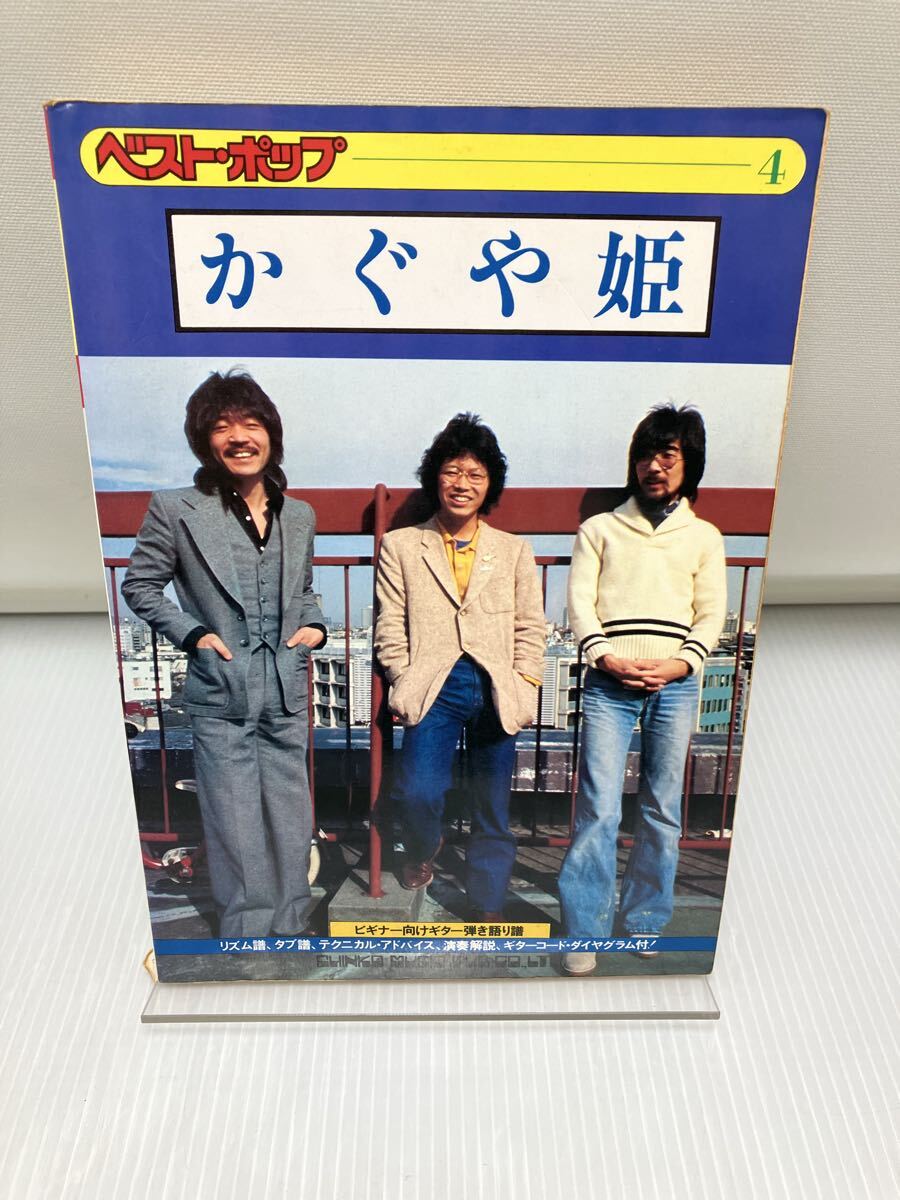 ベスト・ポップ 4
かぐや姫
ビギナー向けギター弾き語り譜
リズム譜、タブ譜、テクニカル・アドバイス、演奏解説、ギターコード・ダイヤグラム付!